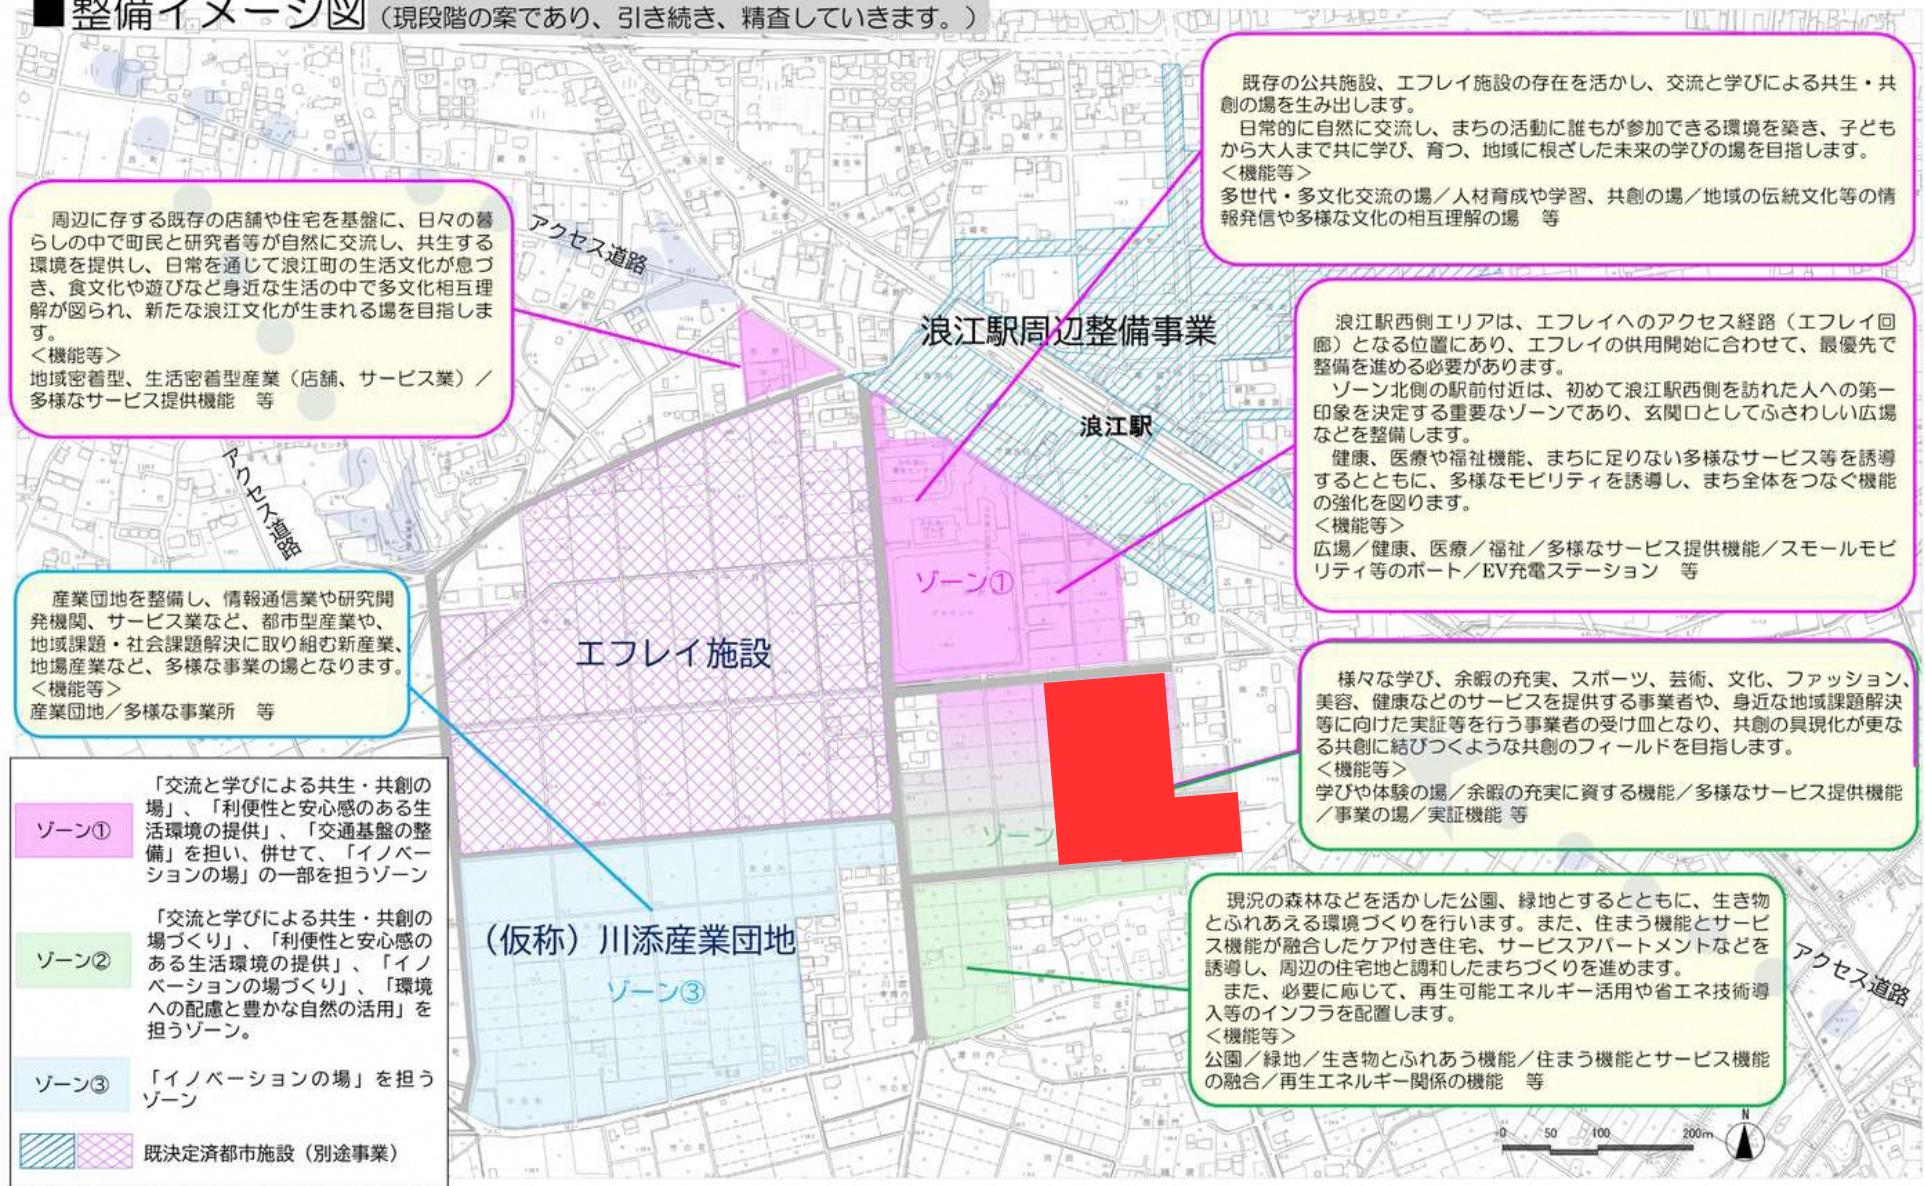 ■整備イメージ図（現段階の案であり、引き続き、精査していきます。）
既存の公共施設、エフレイ施設の存在を活かし、交流と学びによる共生・共
創の場を生み出します。
日常的に自然に交流し、まちの活動に誰もが参加できる環境を築き、子ども
から大人まで共に学び、育つ、地域に根ざした未来の学びの場を目指します。
＜機能等＞
多世代・多文化交流の場／人材育成や学習、共創の場／地域の伝統文化等の情
報発信や多様な文化の相互理解の場　等
周辺に存する既存の店舗や住宅を基盤に、日々の暮
らしの中で町民と研究者等が自然に交流し、共生する
環境を提供し、日常を通じて浪江町の生活文化が息づ
き、食文化や遊びなど身近な生活の中で多文化相互理
解が図られ、新たな浪江文化が生まれる場を目指しま
す。
＜機能等＞
地域密着型、生活密着型産業（店舗、サービス業）／
多様なサービス提供機能　等
アクセス道路
浪江駅周辺整備事業
浪江駅
浪江駅西側エリアは、エフレイへのアクセス経路（エフレイ回
廊）となる位置にあり、エフレイの供用開始に合わせて、最優先で
整備を進める必要があります。
ゾーン北側の駅前付近は、初めて浪江駅西側を訪れた人への第一
印象を決定する重要なゾーンであり、玄関口としてふさわしい広場
などを整備します。
健康、医療や福祉機能、まちに足りない多様なサービス等を誘導
するとともに、多様なモビリティを誘導し、まち全体をつなぐ機能
の強化を図ります。
＜機能等＞
広場／健康、医療／福祉／多様なサービス提供機能／スモールモビ
リティ等のポート／EV充電ステーション　等
アクセス道路
産業団地を整備し、情報通信業や研究開
発機関、サービス業など、都市型産業や、
地域課題・社会課題解決に取り組む新産業、
地場産業など、多様な事業の場となります。
＜機能等＞
産業団地／多様な事業所　等
ゾーン①
エフレイ施設
様々な学び、余暇の充実、スポーツ、芸術、文化、ファッション、
美容、健康などのサービスを提供する事業者や、身近な地域課題解決
等に向けた実証等を行う事業者の受け皿となり、共創の具現化が更な
る共創に結びつくような共創のフィールドを目指します。
＜機能等＞
学びや体験の場／余暇の充実に資する機能／多様なサービス提供機能
／事業の場／実証機能 等
ゾーン
（仮称）川添産業団地
ゾーン③
現況の森林などを活かした公園、緑地とするとともに、生き物
とふれあえる環境づくりを行います。また、住まう機能とサービ
ス機能が融合したケア付き住宅、サービスアパートメントなどを
誘導し、周辺の住宅地と調和したまちづくりを進めます。
また、必要に応じて、再生可能エネルギー活用や省エネ技術導
入等のインフラを配置します。
＜機能等＞
公園／緑地／生き物とふれあう機能／住まう機能とサービス機能
の融合／再生エネルギー関係の機能　等
アクセス道路
ゾーン①
「交流と学びによる共生・共創の
場」、「利便性と安心感のある生
活環境の提供」、「交通基盤の整
備」を担い、併せて、「イノベー
ションの場」の一部を担うゾーン
ゾーン②
「交流と学びによる共生・共創の
場づくり」、「利便性と安心感の
ある生活環境の提供」、「イノ
ベーションの場づくり」、「環境
への配慮と豊かな自然の活用」を
担うゾーン。
ゾーン③
「イノベーションの場」を担う
ゾーン
既決定済都市施設（別途事業）
N
0 50 100 200m